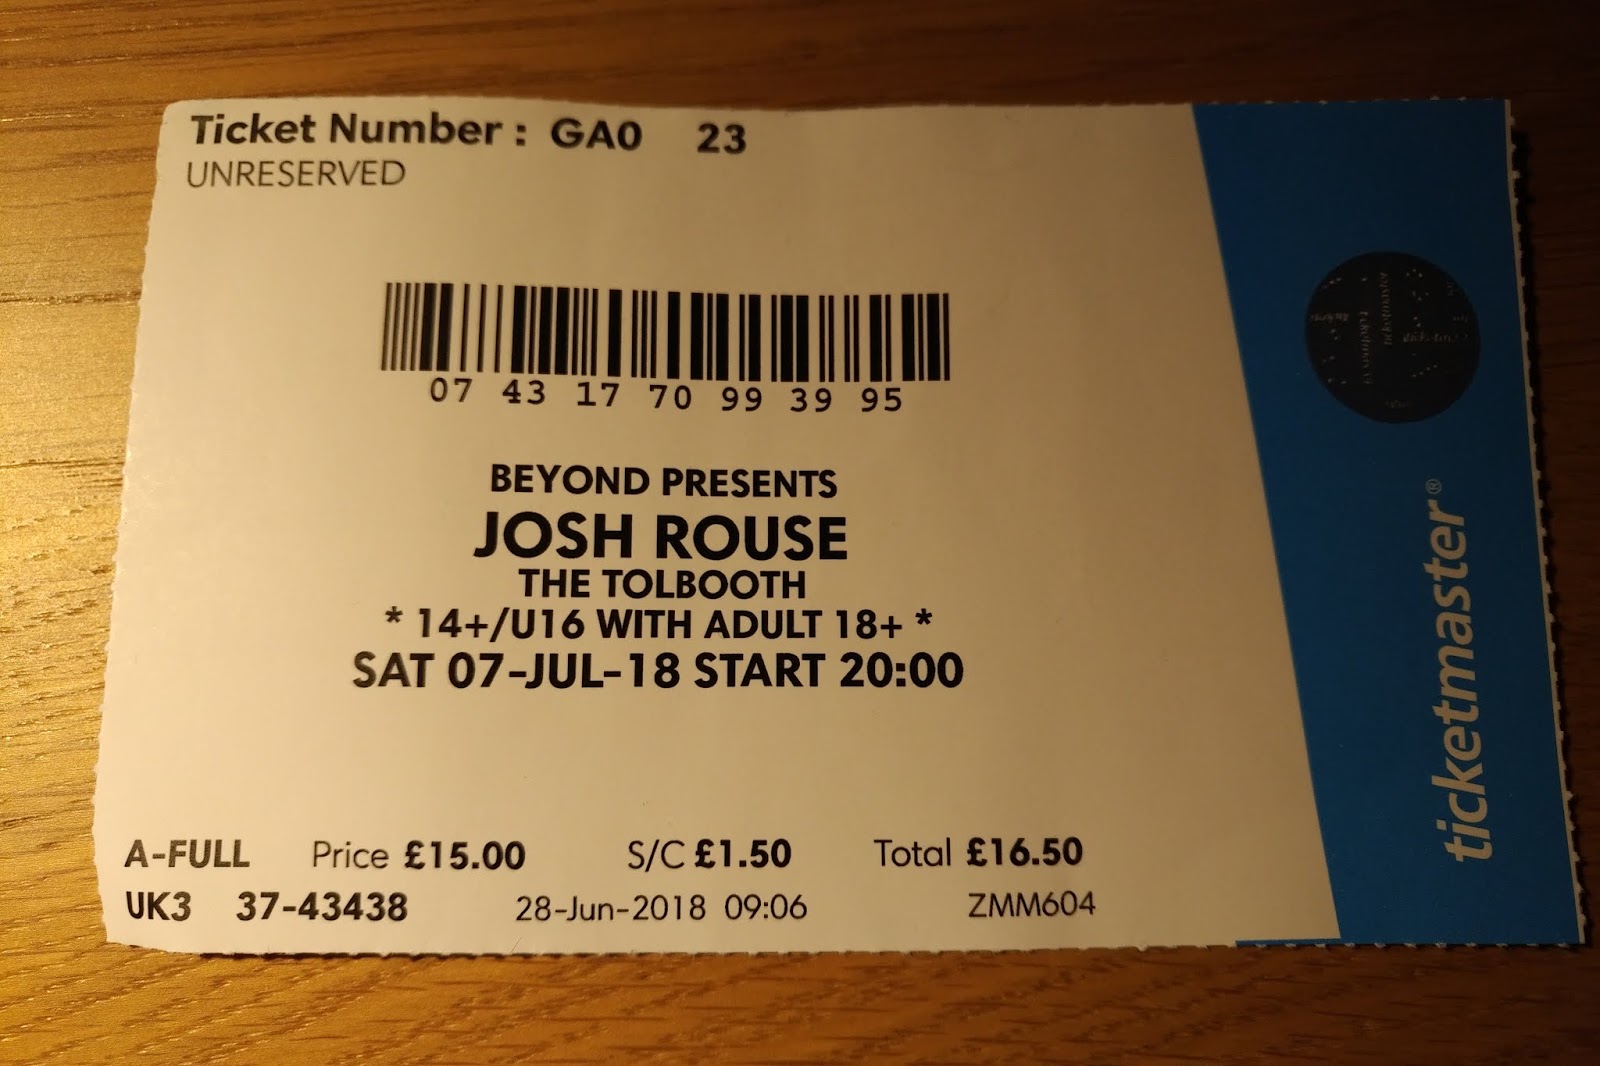 Ticket Number : GA0 23
UNRESERVED
07 43 17 70 99 39 95
BEYOND PRESENTS
JOSH ROUSE
THE TOLBOOTH
* 14+/U16 WITH ADULT 18+ *
SAT 07-JUL-18 START 20:00
A-FULL Price £15.00 S/C £1.50 Total £16.50
UK3 37-43438 28-Jun-2018 09:06 ZMM604
ticketmaster®